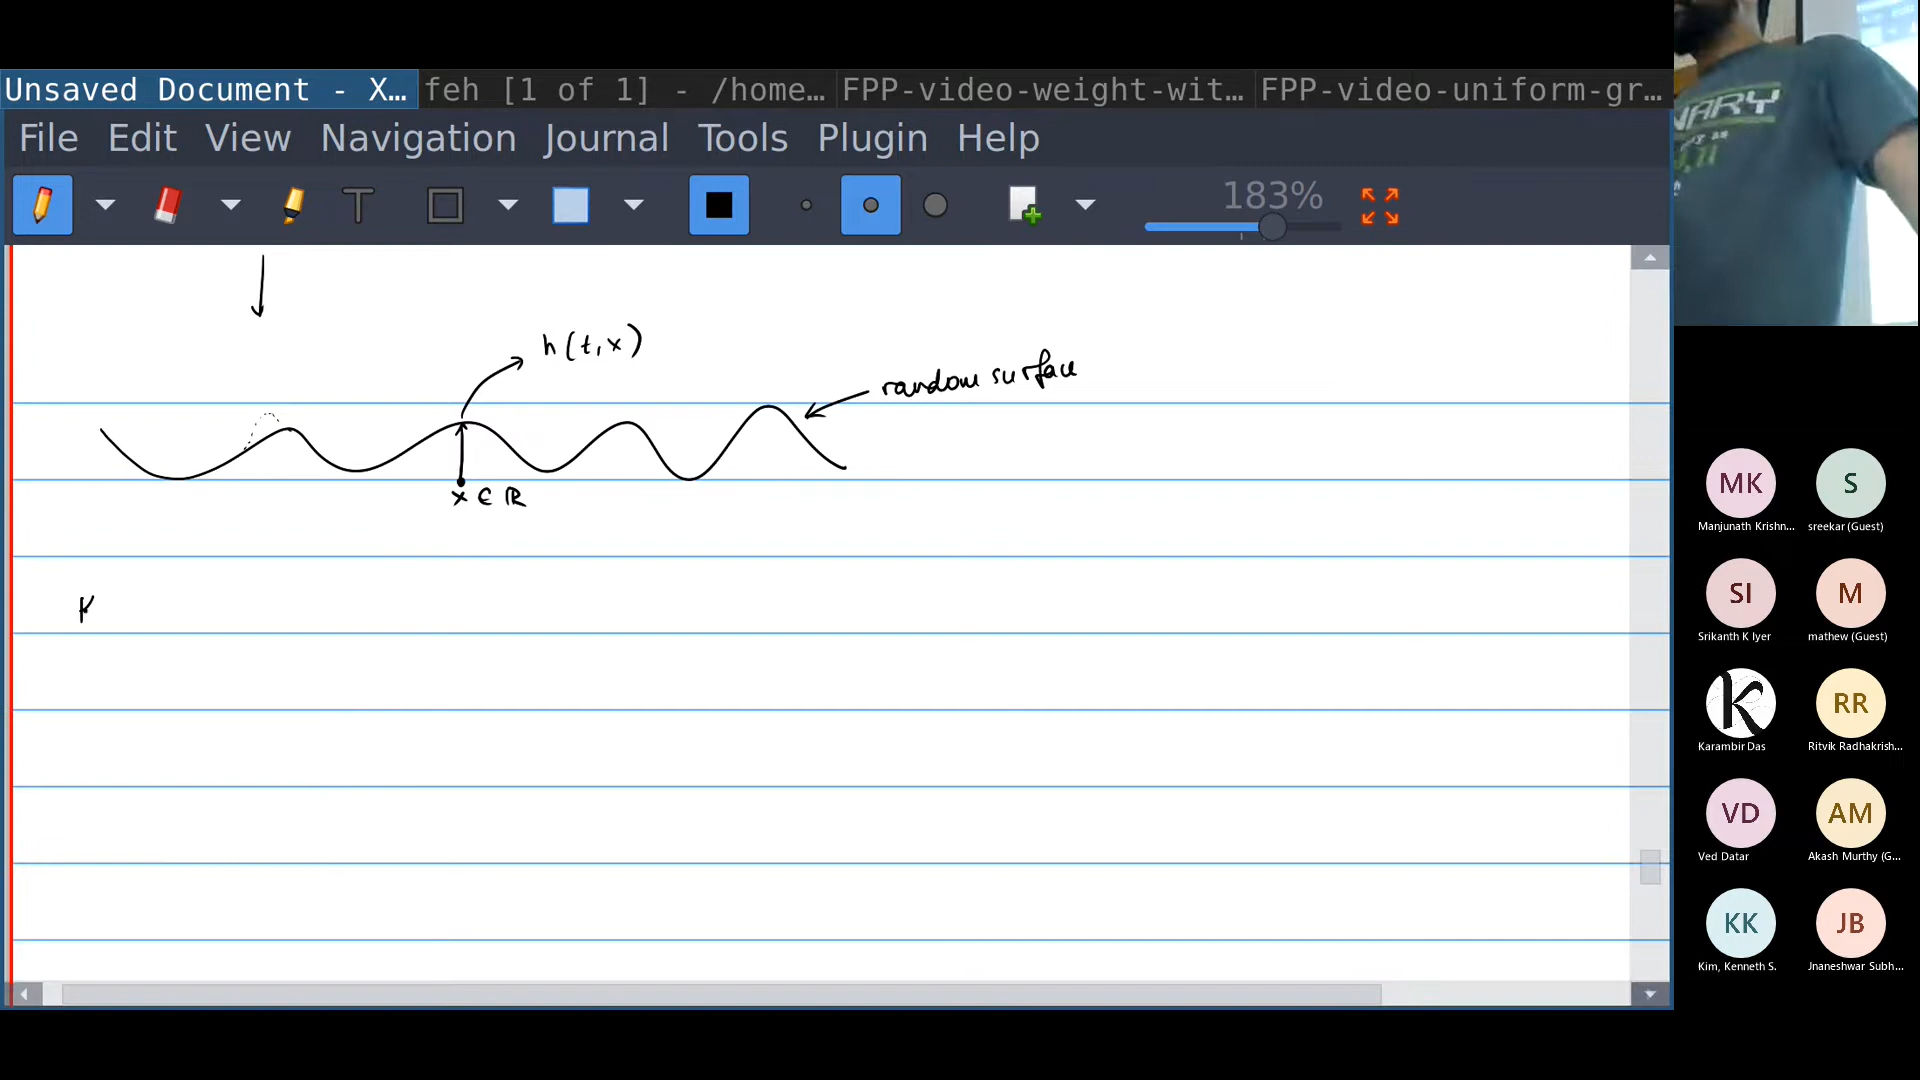 Unsaved Document - X...
feh [1 of 1] - /home...
FPP-video-weight-wit...
FPP-video-uniform-gr...
File Edit View Navigation Journal Tools Plugin Help
T
183%
h(t,x)
random surface
x ∈ ℝ
K
MK
Manjunath Krishn...
S
sreekar (Guest)
SI
Srikanth K Iyer
M
mathew (Guest)
K
Karambir Das
RR
Ritvik Radhakrish...
VD
Ved Datar
AM
Akash Murthy (G...
KK
Kim, Kenneth S.
JB
Jnaneshwar Subh...